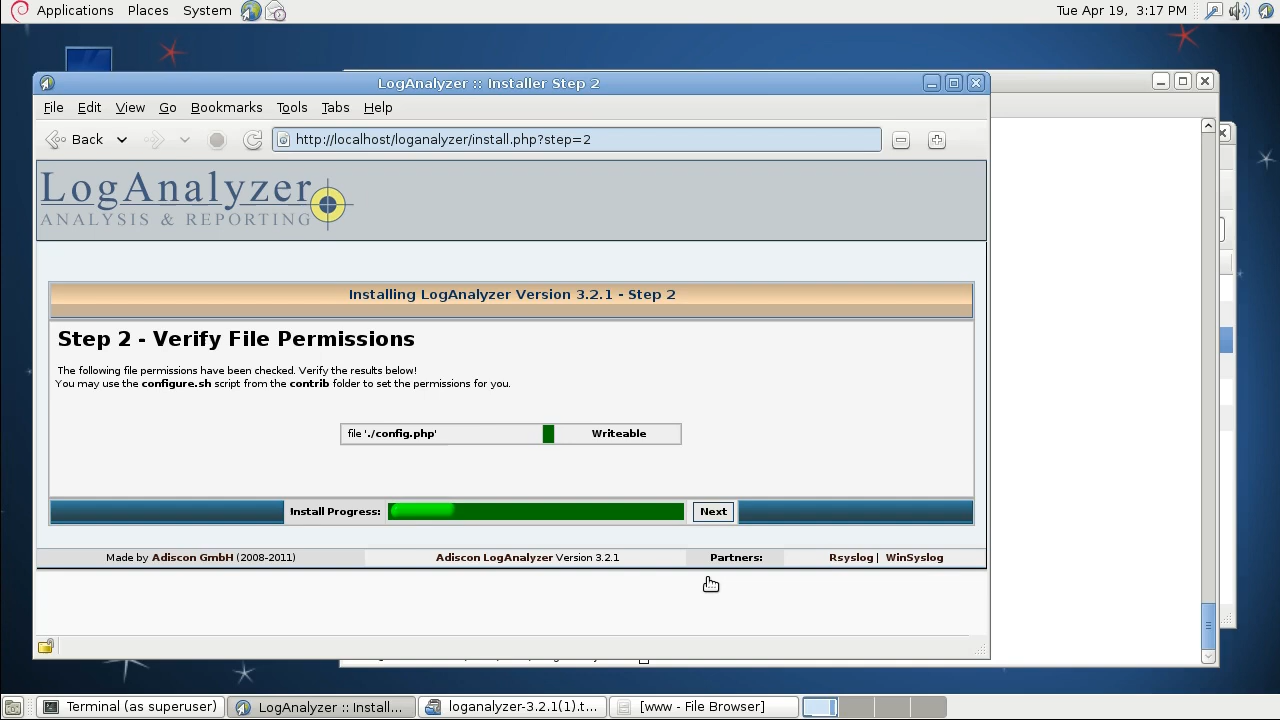 Applications Places System Tue Apr 19, 3:17 PM
LogAnalyzer :: Installer Step 2
File Edit View Go Bookmarks Tools Tabs Help
Back http://localhost/loganalyzer/install.php?step=2
LogAnalyzer
ANALYSIS & REPORTING
Installing LogAnalyzer Version 3.2.1 - Step 2
Step 2 - Verify File Permissions
The following file permissions have been checked. Verify the results below!
You may use the configure.sh script from the contrib folder to set the permissions for you.
file './config.php' Writeable
Install Progress: Next
Made by Adiscon GmbH (2008-2011) Adiscon LogAnalyzer Version 3.2.1 Partners: Rsyslog | WinSyslog
Terminal (as superuser) LogAnalyzer :: Install... loganalyzer-3.2.1(1).t... [www - File Browser]